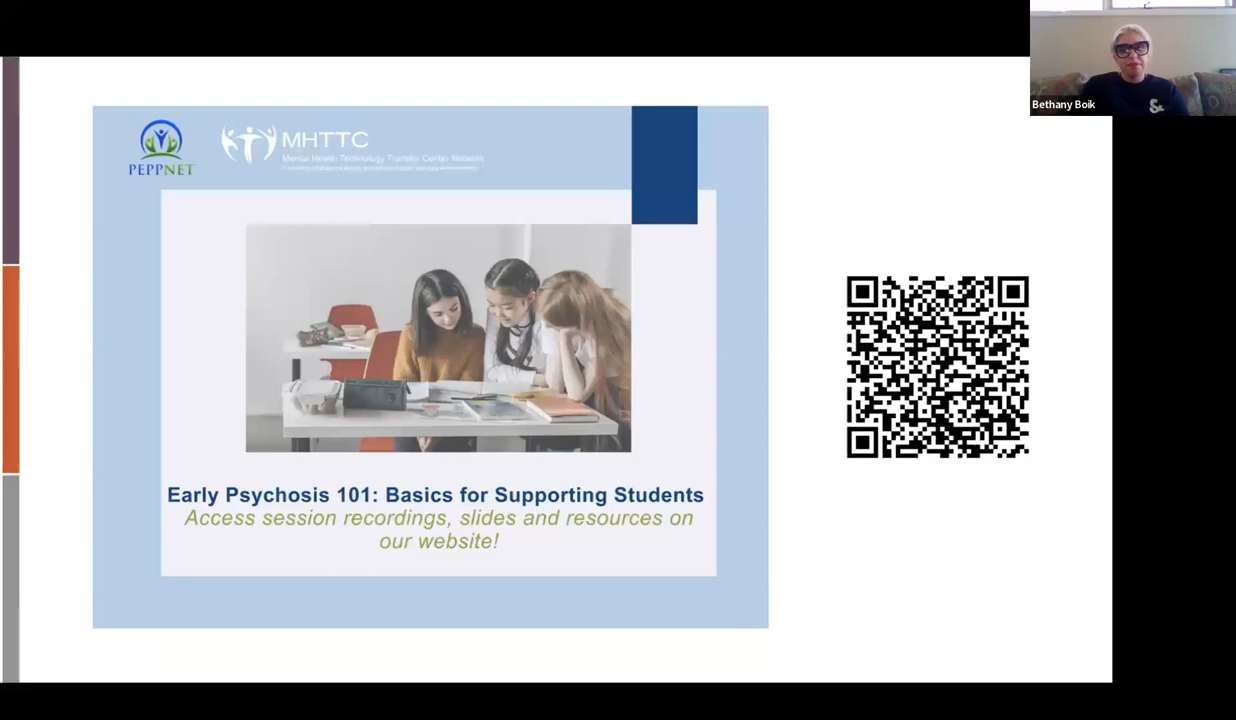 Bethany Boik
PEPPNET
MHTTC
Mental Health Technology Transfer Center Network
Early Psychosis 101: Basics for Supporting Students
Access session recordings, slides and resources on
our website!